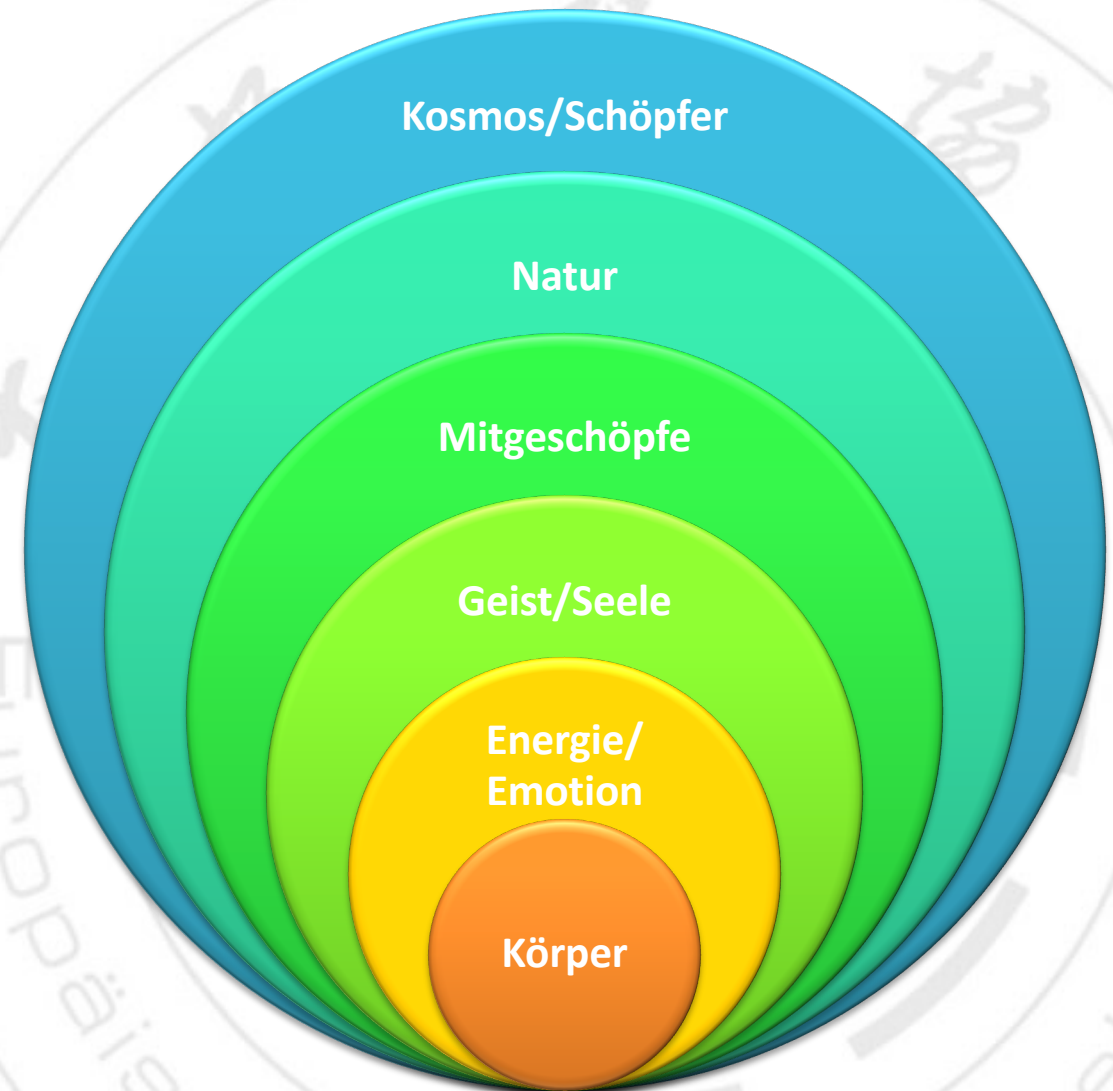 Kosmos/Schöpfer
Natur
Mitgeschöpfe
Geist/Seele
Energie/
Emotion
Körper